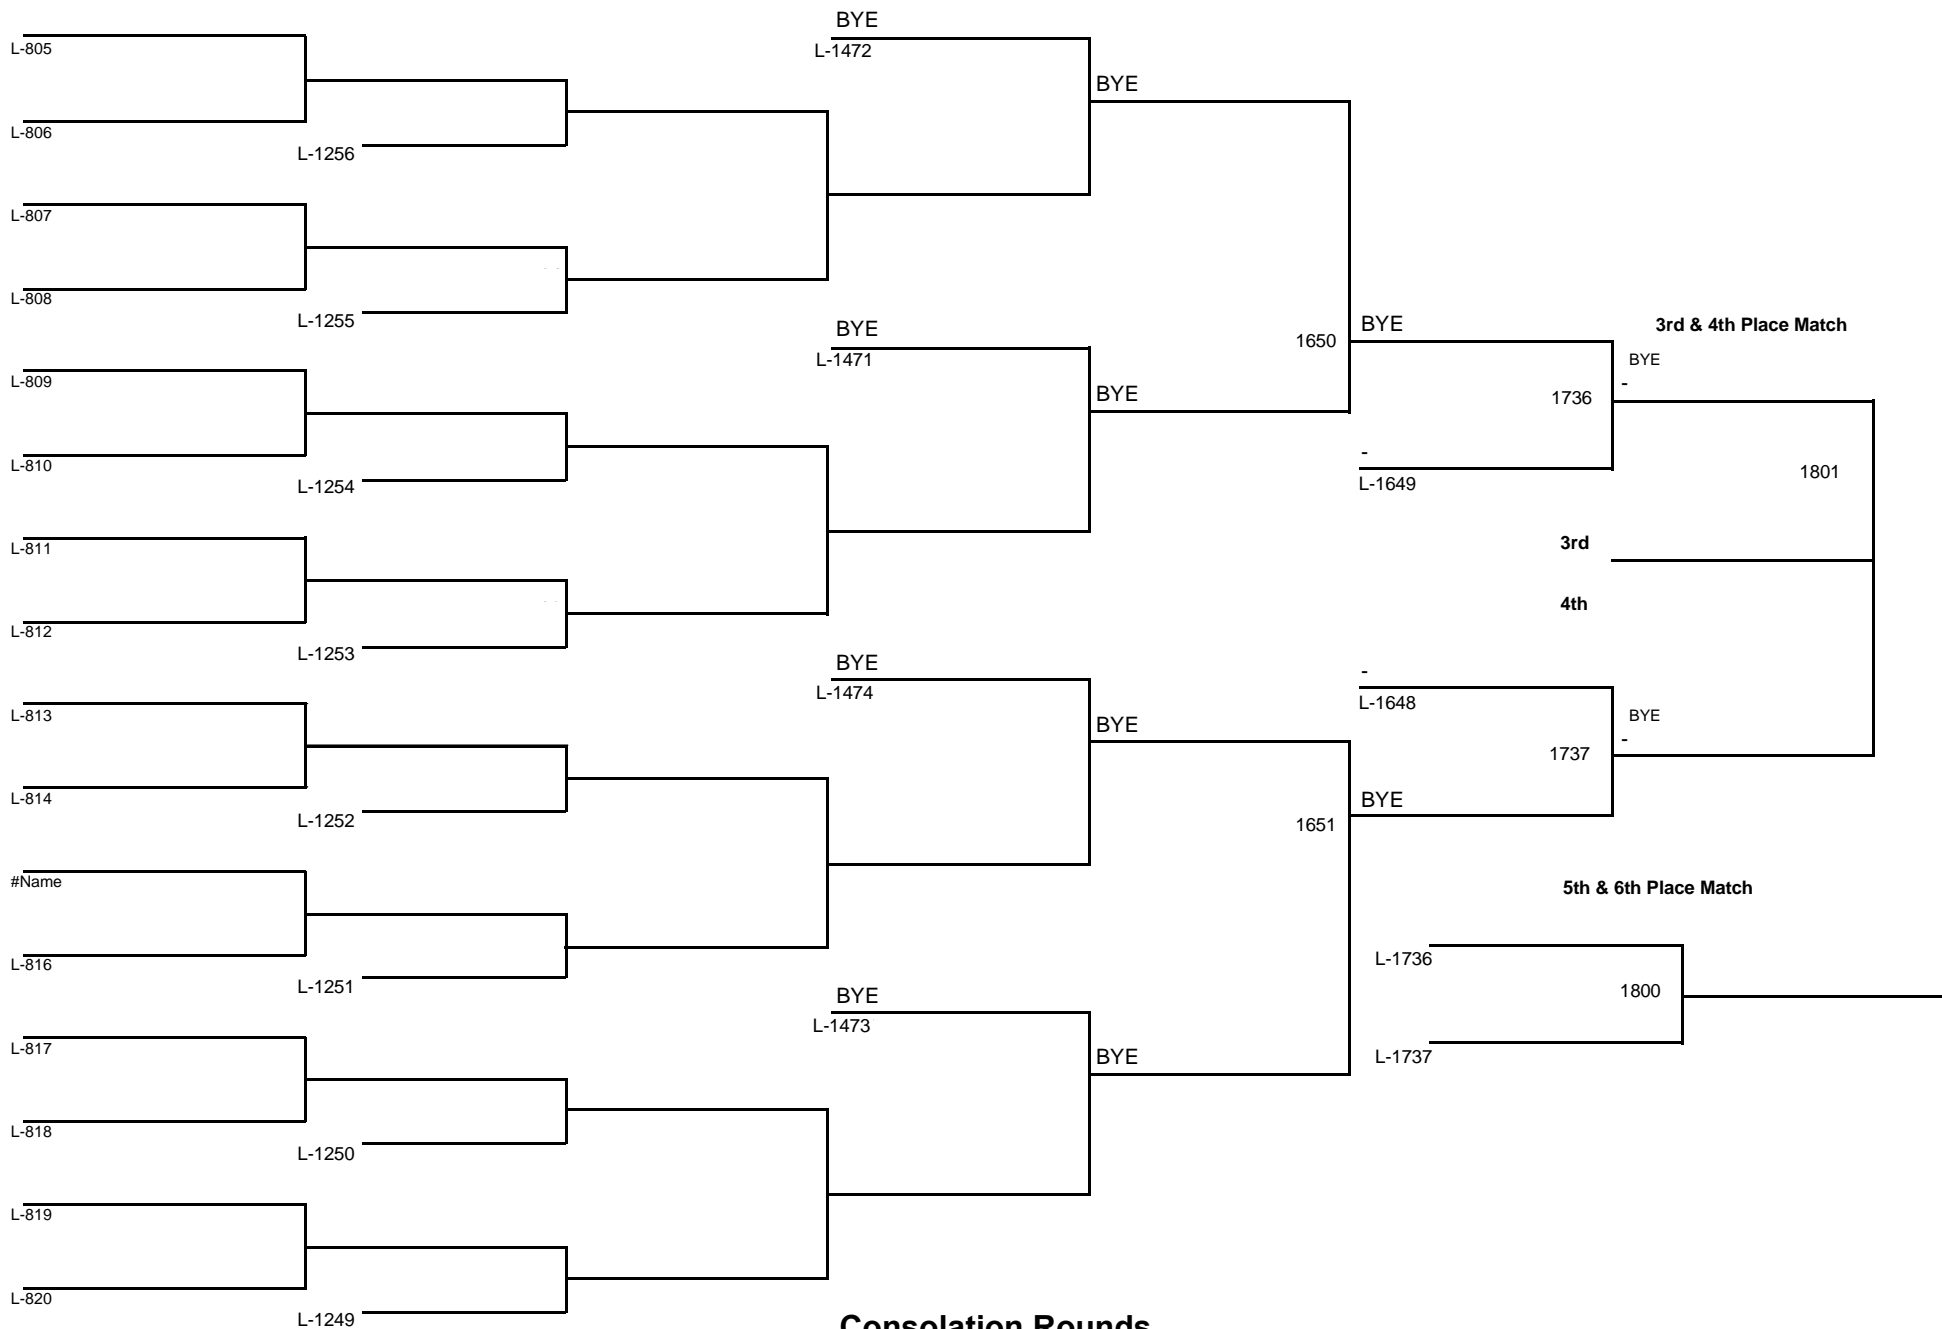 L-805
L-806
L-807
L-808
L-809
L-810
L-811
L-812
L-813
L-814
#Name
L-816
L-817
L-818
L-819
L-820
L-1256
L-1255
L-1254
L-1253
L-1252
L-1251
L-1250
L-1249
BYE
L-1472
BYE
L-1471
BYE
L-1474
BYE
L-1473
BYE
BYE
BYE
BYE
1650
1651
BYE
-
L-1649
-
L-1648
BYE
1736
1737
3rd & 4th Place Match
BYE
-
1801
3rd
4th
BYE
-
5th & 6th Place Match
L-1736
1800
L-1737
Consolation Rounds